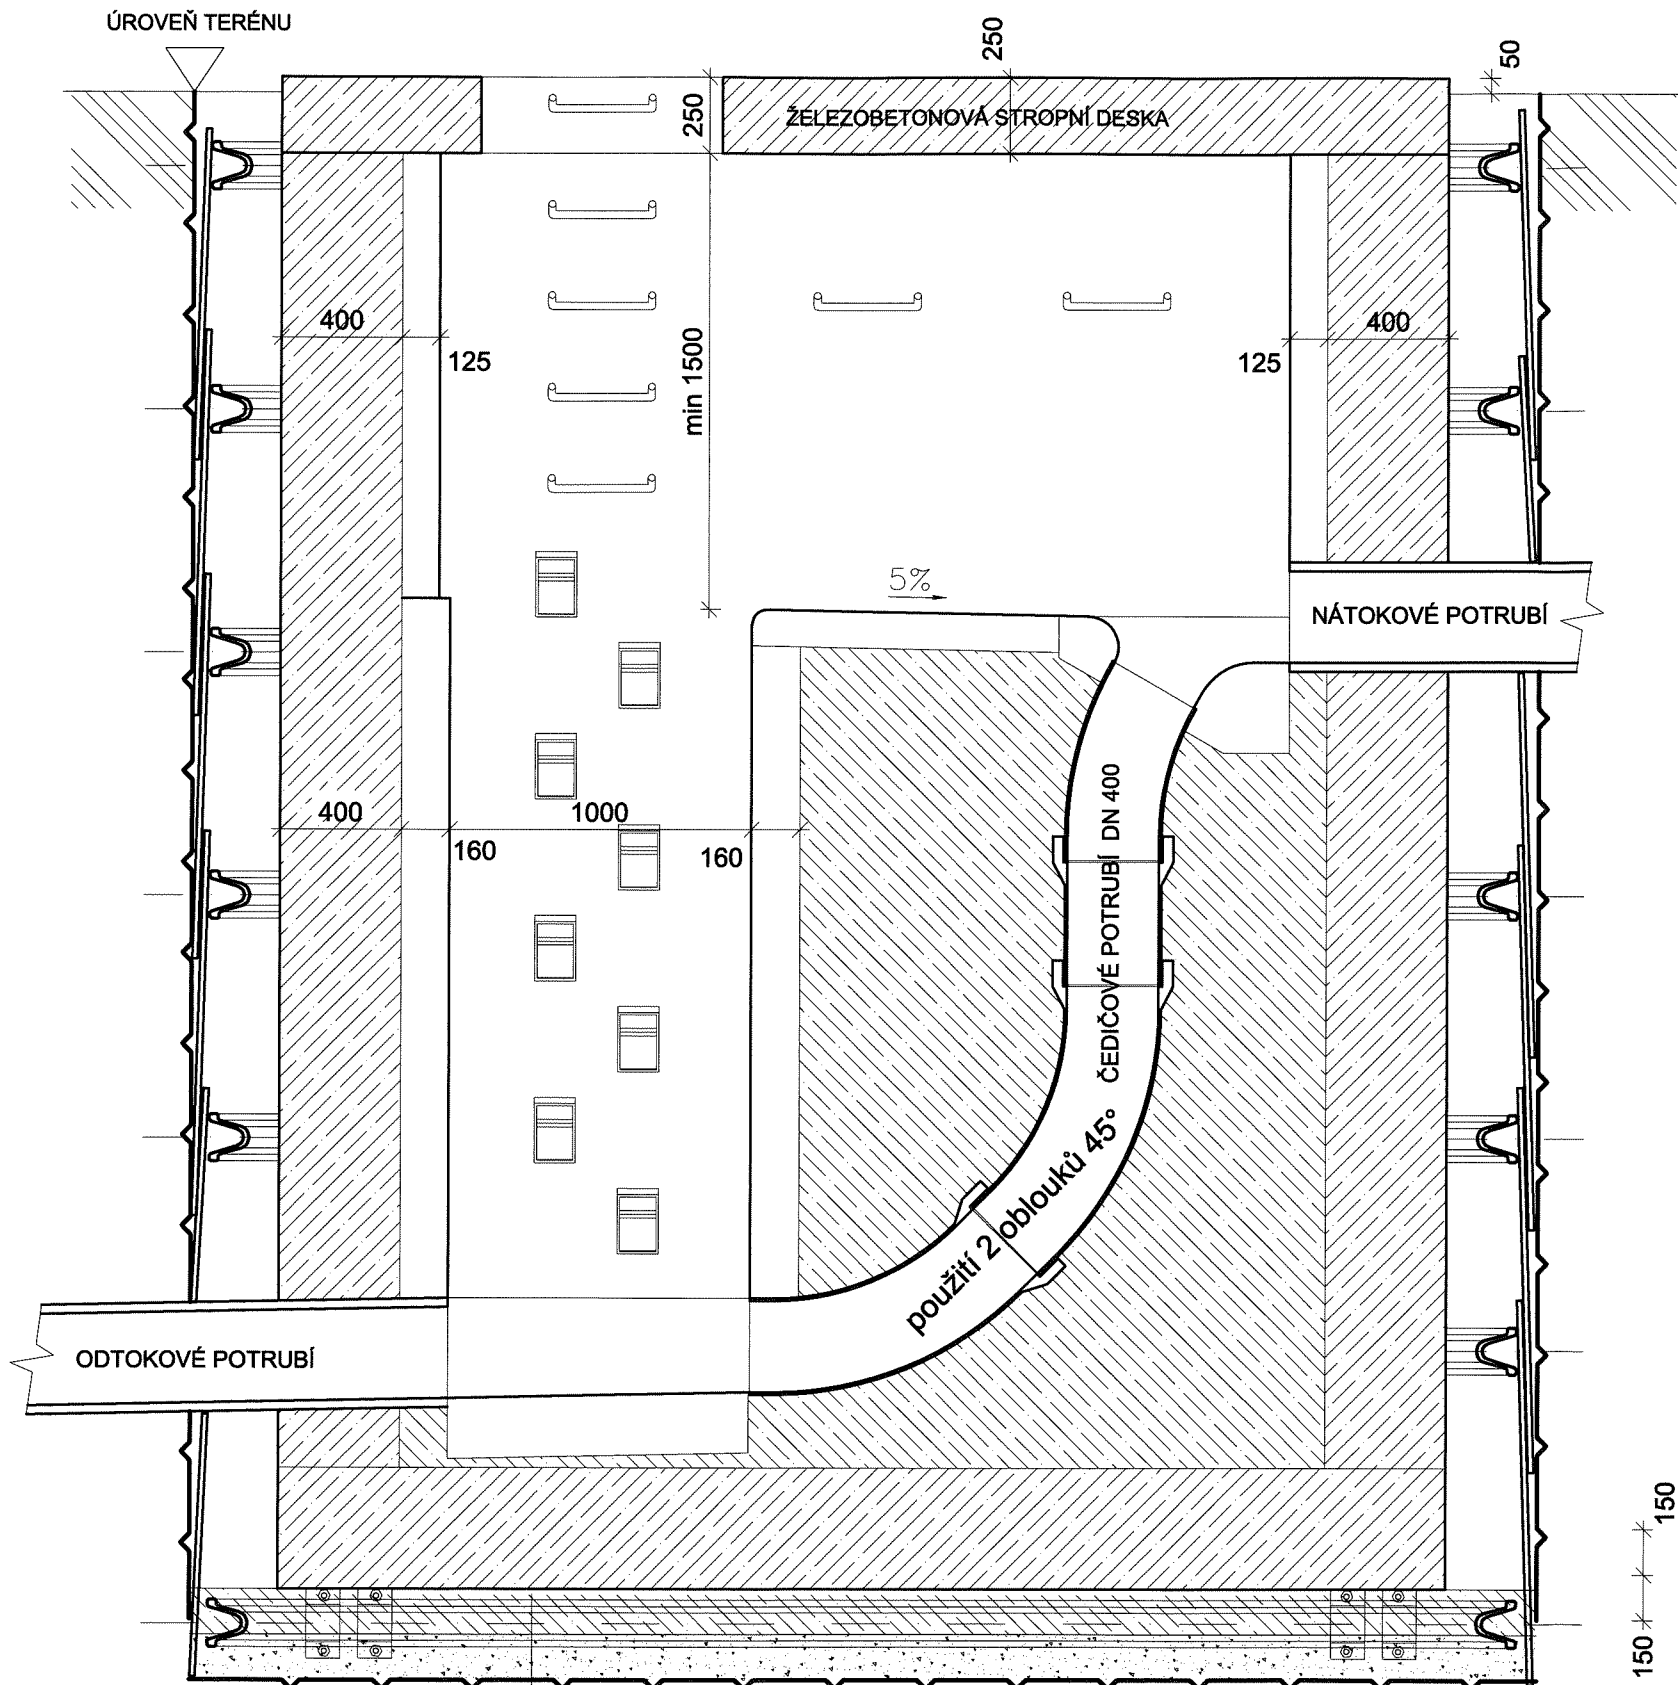 ÚROVEŇ TERÉNU
250
50
250
ŽELEZOBETONOVÁ STROPNÍ DESKA
400
125
min 1500
125
400
5%
NÁTOKOVÉ POTRUBÍ
400
160
1000
160
ČEDIČOVÉ POTRUBÍ DN 400
použití 2 oblouků 45°
ODTOKOVÉ POTRUBÍ
150
150